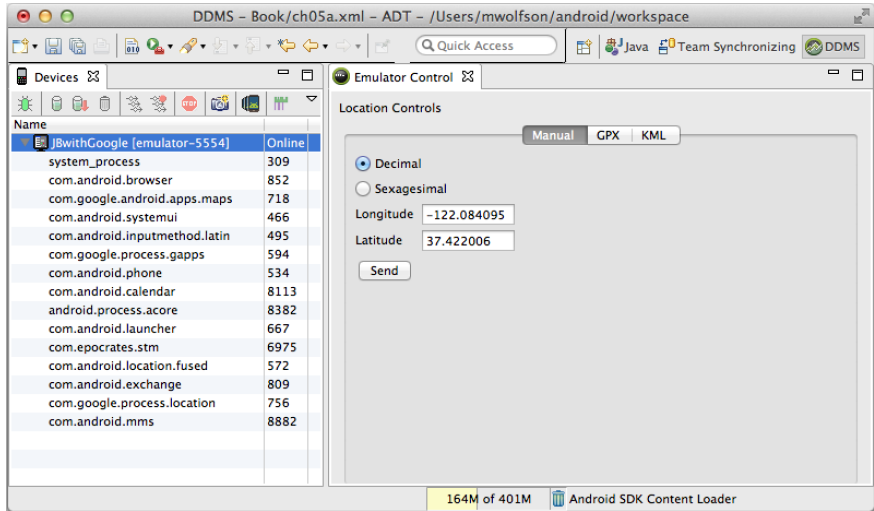 DDMS - Book/ch05a.xml - ADT - /Users/mwolfson/android/workspace
Quick Access
Java
Team Synchronizing
DDMS
Devices
Name
JBwithGoogle [emulator-5554] Online
system_process 309
com.android.browser 852
com.google.android.apps.maps 718
com.android.systemui 466
com.android.inputmethod.latin 495
com.google.process.gapps 594
com.android.phone 534
com.android.calendar 8113
android.process.acore 8382
com.android.launcher 667
com.epocrates.stm 6975
com.android.location.fused 572
com.android.exchange 809
com.google.process.location 756
com.android.mms 8882
Emulator Control
Location Controls
Manual GPX KML
Decimal
Sexagesimal
Longitude -122.084095
Latitude 37.422006
Send
164M of 401M
Android SDK Content Loader